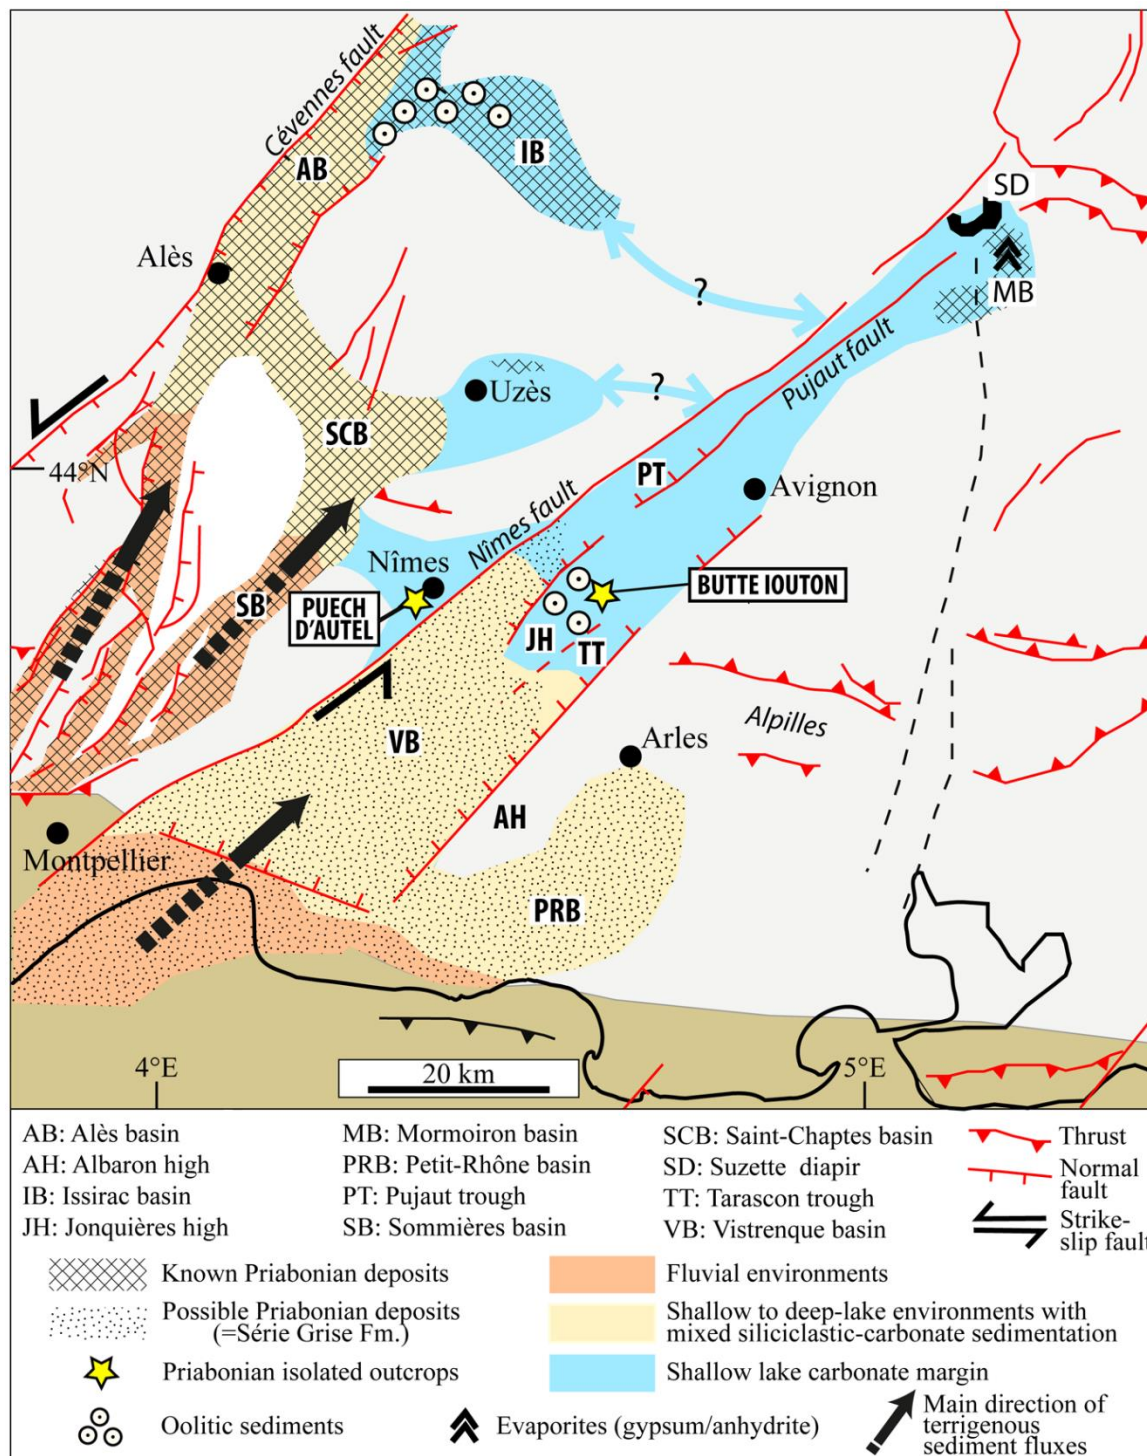 Cévennes fault
AB
IB
SD
MB
Alès
?
Pujaut fault
Uzès
?
SCB
44°N
PT
Avignon
Nîmes fault
Nîmes
SB
PUECH
D'AUTEL
BUTTE IOUTON
JH
TT
VB
Alpilles
Arles
AH
Montpellier
PRB
4°E
20 km
5°E
AB: Alès basin
AH: Albaron high
IB: Issirac basin
JH: Jonquières high
MB: Mormoiron basin
PRB: Petit-Rhône basin
PT: Pujaut trough
SB: Sommières basin
SCB: Saint-Chaptes basin
SD: Suzette diapir
TT: Tarascon trough
VB: Vistrenque basin
Thrust
Normal
fault
Strike-
slip fault
Known Priabonian deposits
Possible Priabonian deposits
(=Série Grise Fm.)
Priabonian isolated outcrops
Oolitic sediments
Evaporites (gypsum/anhydrite)
Fluvial environments
Shallow to deep-lake environments with
mixed siliciclastic-carbonate sedimentation
Shallow lake carbonate margin
Main direction of
terrigenous
sediment fluxes